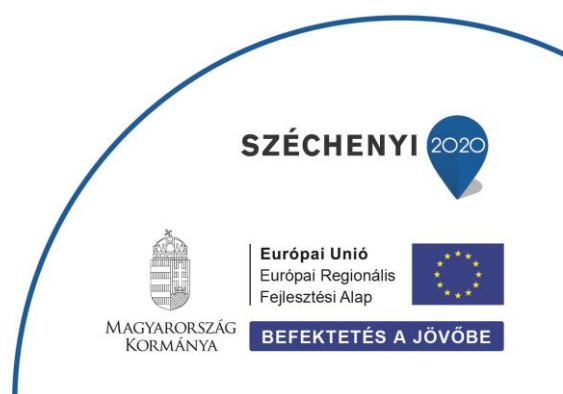 SZÉCHENYI 2020
Európai Unió
Európai Regionális
Fejlesztési Alap
MAGYARORSZÁG
KORMÁNYA
BEFEKTETÉS A JÖVŐBE